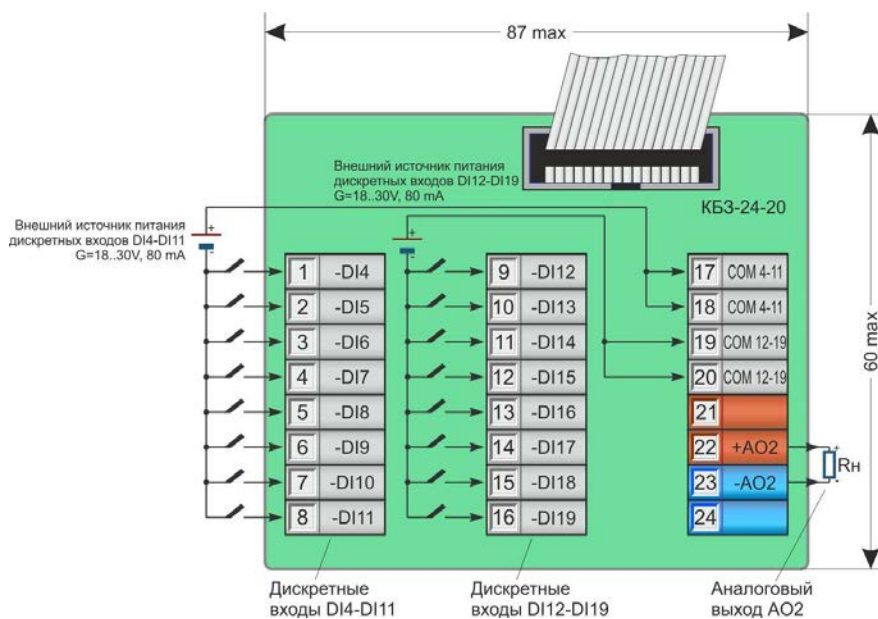 87 max
Внешний источник питания
дискретных входов DI12-DI19
G=18..30V, 80 mA
КБЗ-24-20
Внешний источник питания
дискретных входов DI4-DI11
G=18..30V, 80 mA
+
-
+
-
1 -DI4
2 -DI5
3 -DI6
4 -DI7
5 -DI8
6 -DI9
7 -DI10
8 -DI11
9 -DI12
10 -DI13
11 -DI14
12 -DI15
13 -DI16
14 -DI17
15 -DI18
16 -DI19
17 COM 4-11
18 COM 4-11
19 COM 12-19
20 COM 12-19
21
22 +AO2
23 -AO2
24
+
Rн
-
60 max
Дискретные
входы DI4-DI11
Дискретные
входы DI12-DI19
Аналоговый
выход AO2